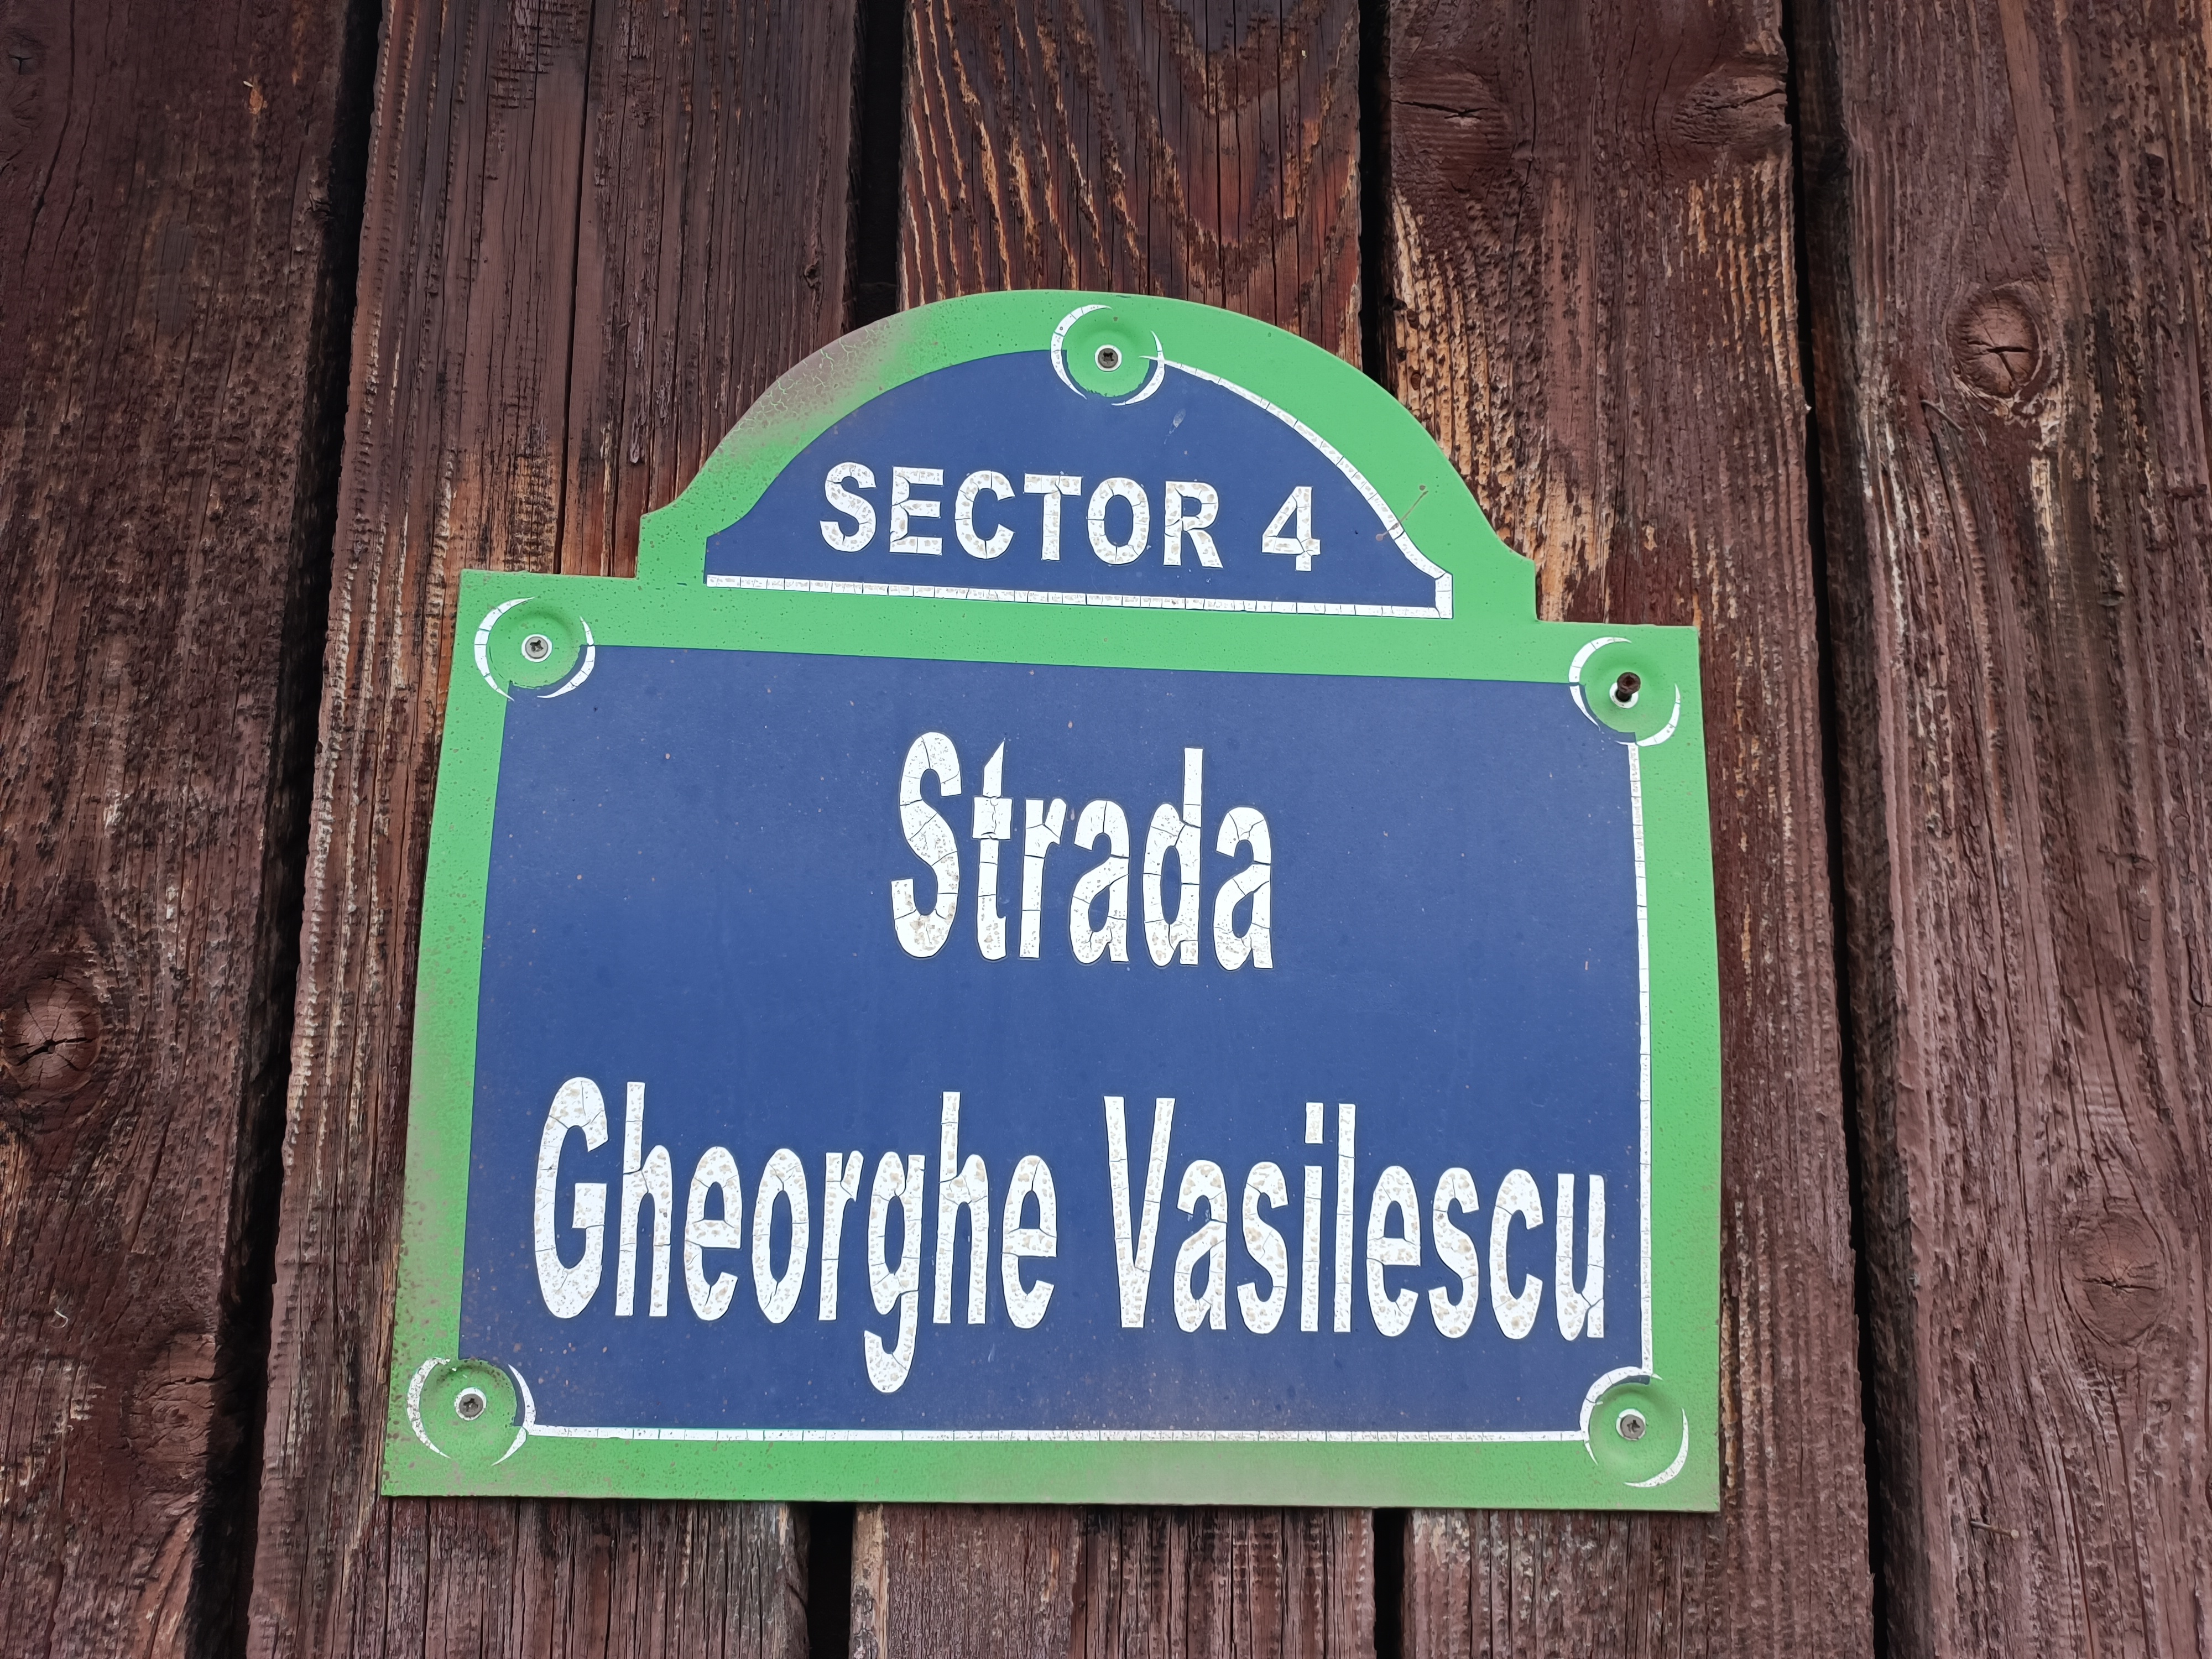 SECTOR 4
Strada
Gheorghe Vasilescu